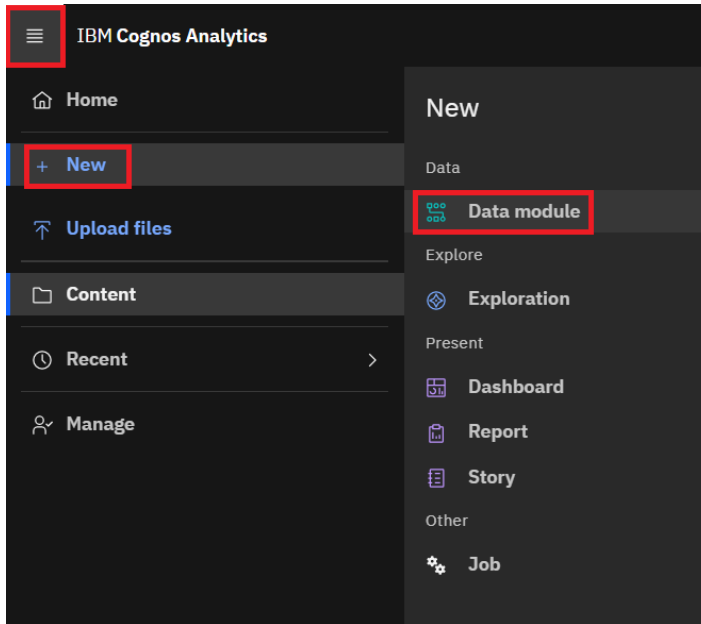 IBM Cognos Analytics
Home
New
Upload files
Content
Recent
Manage
New
Data
Data module
Explore
Exploration
Present
Dashboard
Report
Story
Other
Job